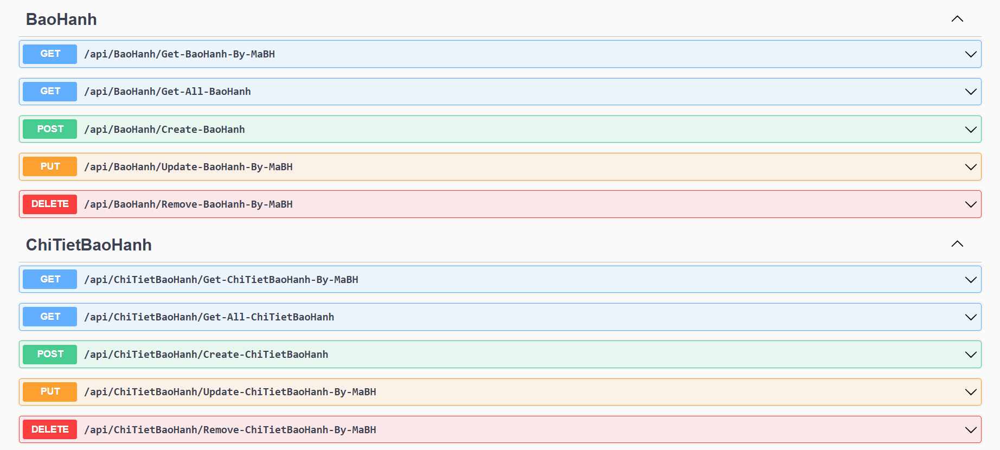 BaoHanh
GET /api/BaoHanh/Get-BaoHanh-By-MaBH
GET /api/BaoHanh/Get-All-BaoHanh
POST /api/BaoHanh/Create-BaoHanh
PUT /api/BaoHanh/Update-BaoHanh-By-MaBH
DELETE /api/BaoHanh/Remove-BaoHanh-By-MaBH
ChiTietBaoHanh
GET /api/ChiTietBaoHanh/Get-ChiTietBaoHanh-By-MaBH
GET /api/ChiTietBaoHanh/Get-All-ChiTietBaoHanh
POST /api/ChiTietBaoHanh/Create-ChiTietBaoHanh
PUT /api/ChiTietBaoHanh/Update-ChiTietBaoHanh-By-MaBH
DELETE /api/ChiTietBaoHanh/Remove-ChiTietBaoHanh-By-MaBH